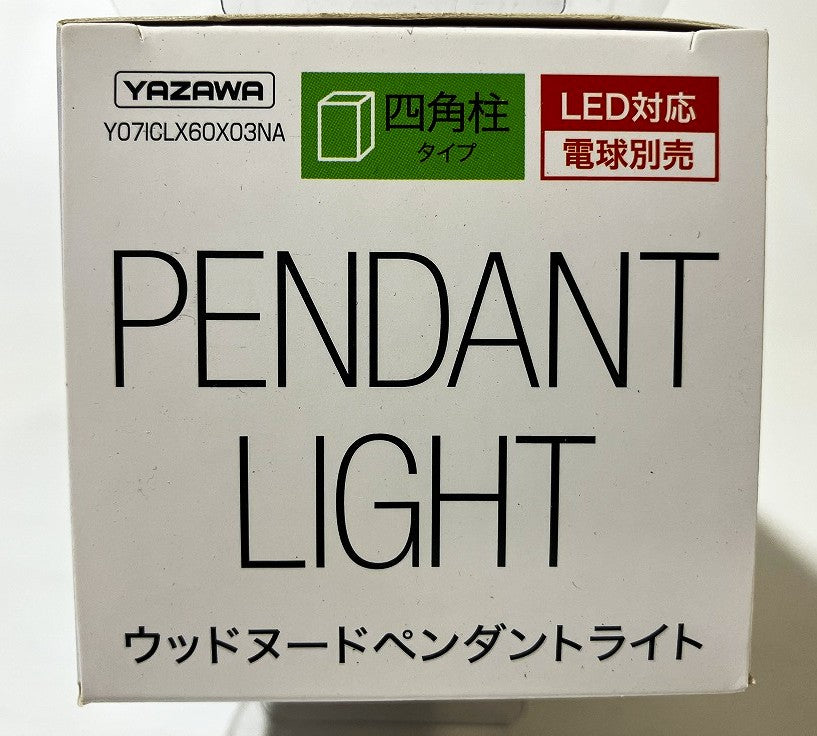 YAZAWA
Y07ICLX60X03NA
四角柱
タイプ
LED対応
電球別売
PENDANT
LIGHT
ウッドヌードペンダントライト